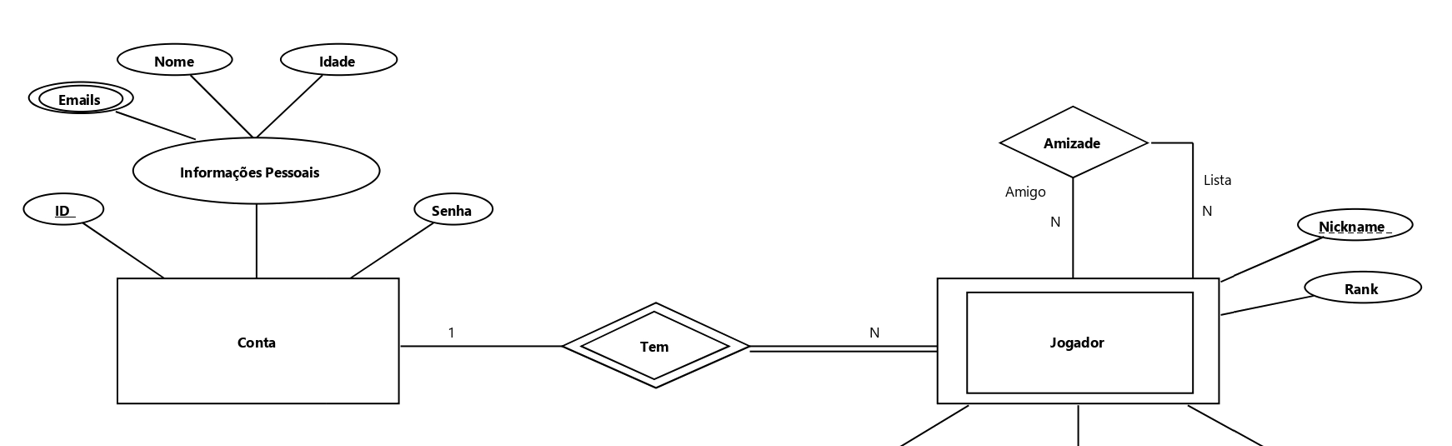 Nome
Idade
Emails
Amizade
Informações Pessoais
Lista
Amigo
ID
Senha
N
N
Nickname
Rank
1
N
Conta
Tem
Jogador